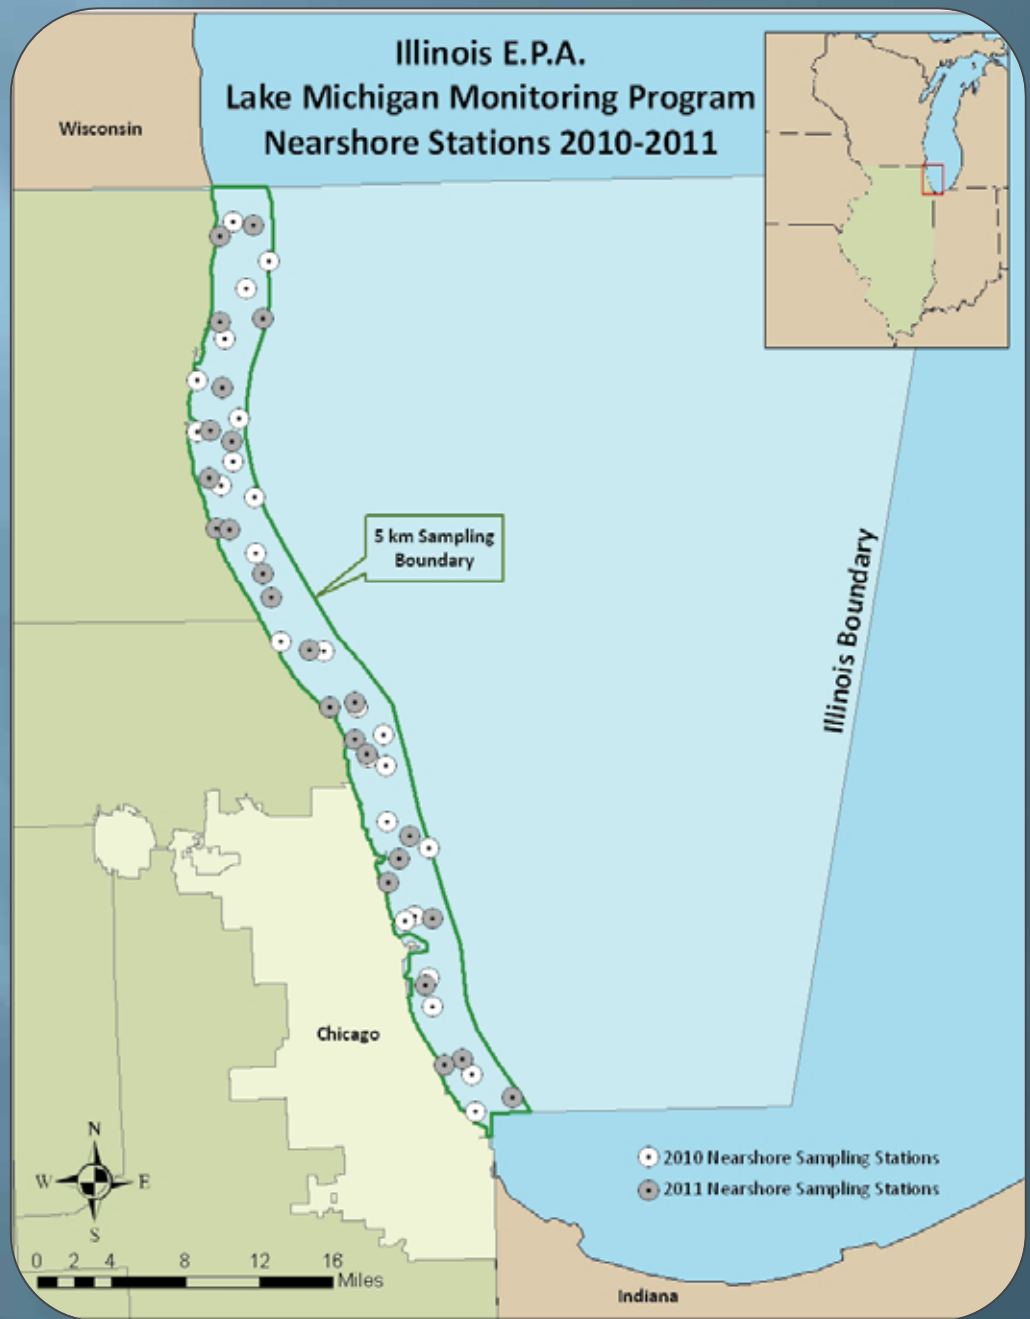 Illinois E.P.A.
Lake Michigan Monitoring Program
Nearshore Stations 2010-2011
Wisconsin
5 km Sampling
Boundary
Illinois Boundary
Chicago
N
W
E
S
2010 Nearshore Sampling Stations
2011 Nearshore Sampling Stations
0 2 4 8 12 16
Miles
Indiana